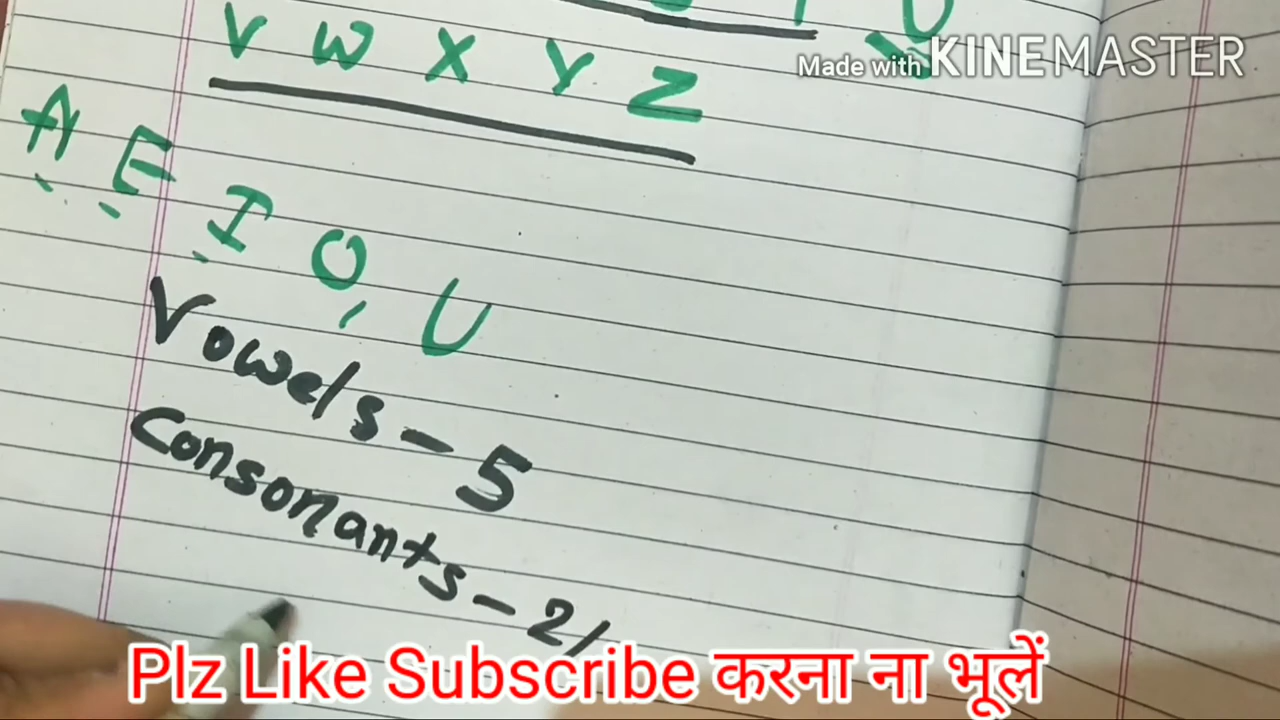 U
Made with KINEMASTER
V W X Y Z
A E I O, U
Vowels - 5
Consonants - 21
Plz Like Subscribe करना ना भूलें